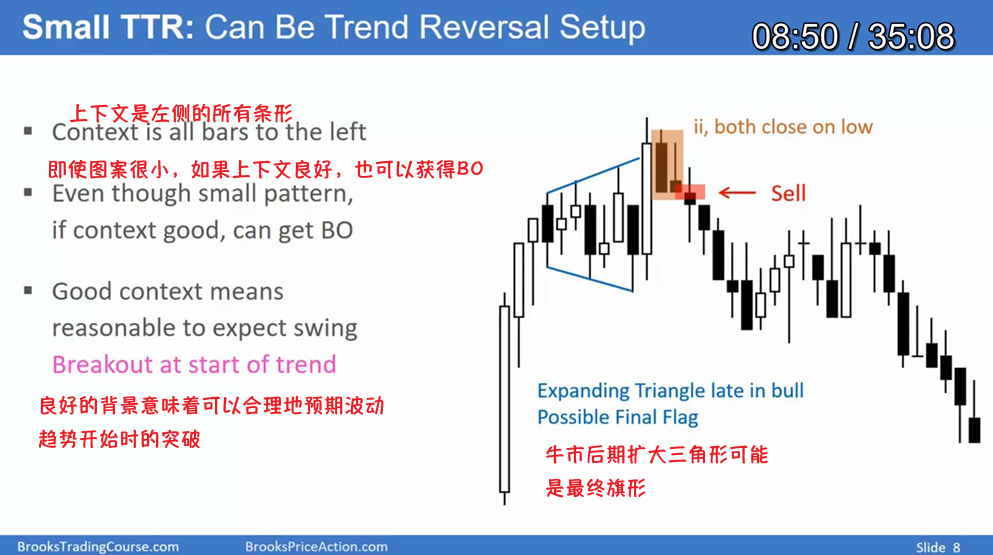 Small TTR: Can Be Trend Reversal Setup
08:50 / 35:08
上下文是左侧的所有条形
▪ Context is all bars to the left
即使图案很小，如果上下文良好，也可以获得BO
▪ Even though small pattern,
if context good, can get BO
▪ Good context means
reasonable to expect swing
Breakout at start of trend
良好的背景意味着可以合理地预期波动
趋势开始时的突破
ii, both close on low
Sell
Expanding Triangle late in bull
Possible Final Flag
牛市后期扩大三角形可能
是最终旗形
BrooksTradingCourse.com
BrooksPriceAction.com
Slide 8